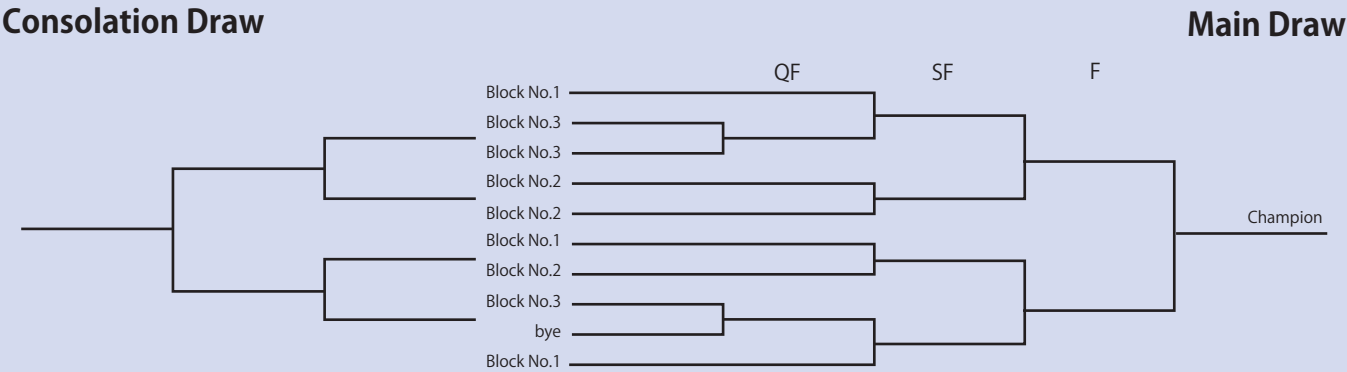 Consolation Draw
Main Draw
QF
SF
F
Block No.1
Block No.3
Block No.3
Block No.2
Block No.2
Block No.1
Block No.2
Block No.3
bye
Block No.1
Champion